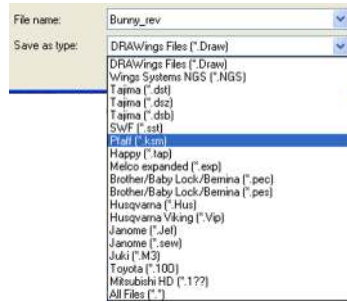 File name: Bunny_rev
Save as type: DRAWings Files (*.Draw)
DRAWings Files (*.Draw)
Wings Systems NGS (*.NGS)
Tajima (*.dst)
Tajima (*.dsz)
Tajima (*.dsb)
SWF (*.sst)
Pfaff (*.ksm)
Happy (*.tap)
Melco expanded (*.exp)
Brother/Baby Lock/Bernina (*.pec)
Brother/Baby Lock/Bernina (*.pes)
Husqvarna (*.Hus)
Husqvarna Viking (*.Vip)
Janome (*.Jef)
Janome (*.sew)
Juki (*.M3)
Toyota (*.10O)
Mitsubishi HD (*.1??)
All Files (*.*)